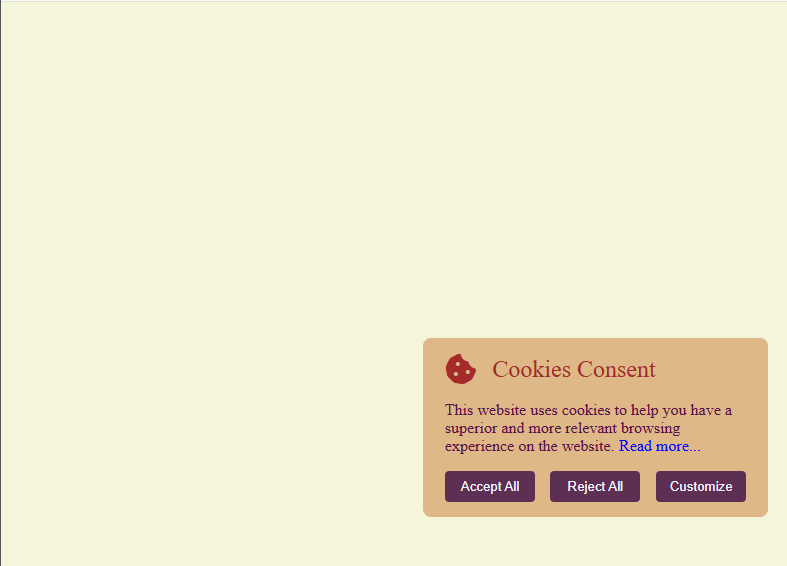 Cookies Consent
This website uses cookies to help you have a
superior and more relevant browsing
experience on the website. Read more...
Accept All Reject All Customize